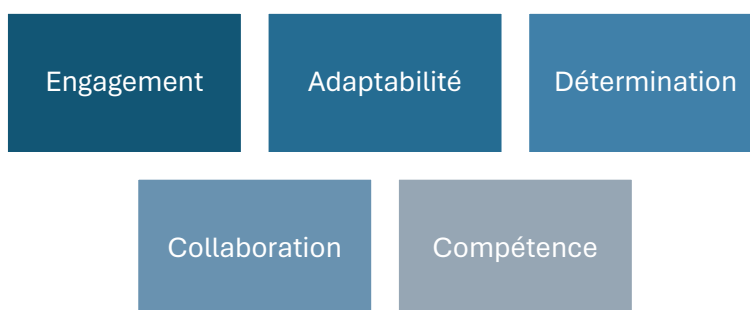 Engagement
Adaptabilité
Détermination
Collaboration
Compétence